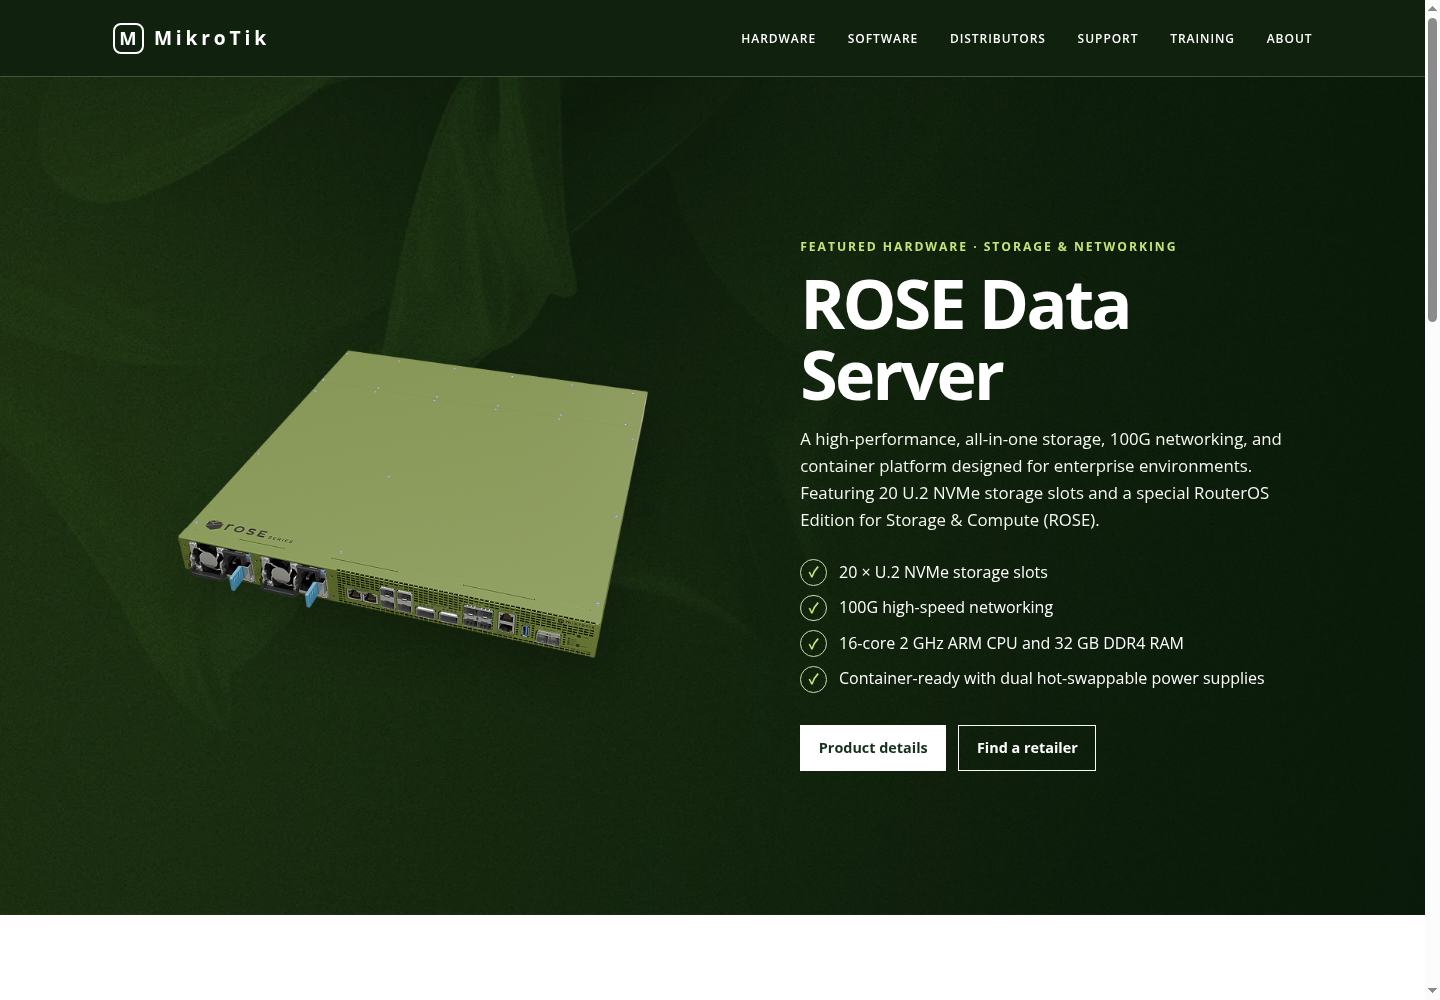 M MikroTik
HARDWARE SOFTWARE DISTRIBUTORS SUPPORT TRAINING ABOUT
FEATURED HARDWARE · STORAGE & NETWORKING
ROSE Data
Server
A high-performance, all-in-one storage, 100G networking, and
container platform designed for enterprise environments.
Featuring 20 U.2 NVMe storage slots and a special RouterOS
Edition for Storage & Compute (ROSE).
20 × U.2 NVMe storage slots
100G high-speed networking
16-core 2 GHz ARM CPU and 32 GB DDR4 RAM
Container-ready with dual hot-swappable power supplies
Product details
Find a retailer
ROSE SERIES